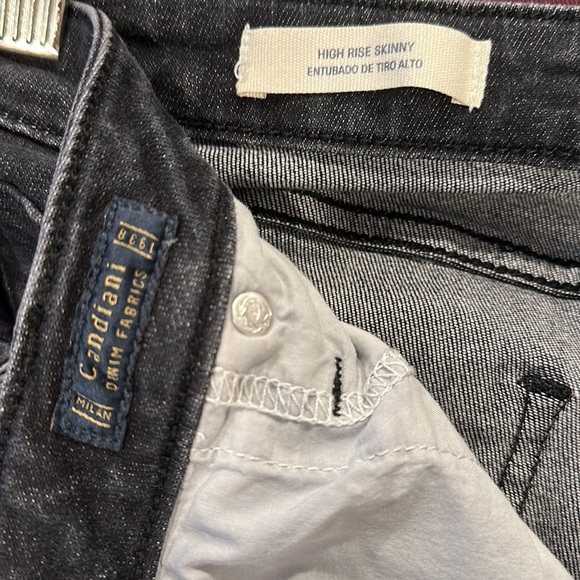 HIGH RISE SKINNY
ENTUBADO DE TIRO ALTO
1938
Candiani
DENIM FABRICS
MILAN